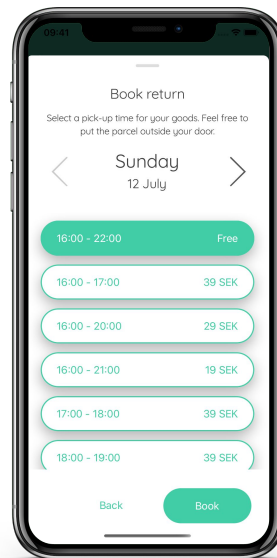 09:41
Book return
Select a pick-up time for your goods. Feel free to
put the parcel outside your door.
Sunday
12 July
16:00 - 22:00 Free
16:00 - 17:00 39 SEK
16:00 - 20:00 29 SEK
16:00 - 21:00 19 SEK
17:00 - 18:00 39 SEK
18:00 - 19:00 39 SEK
Back Book